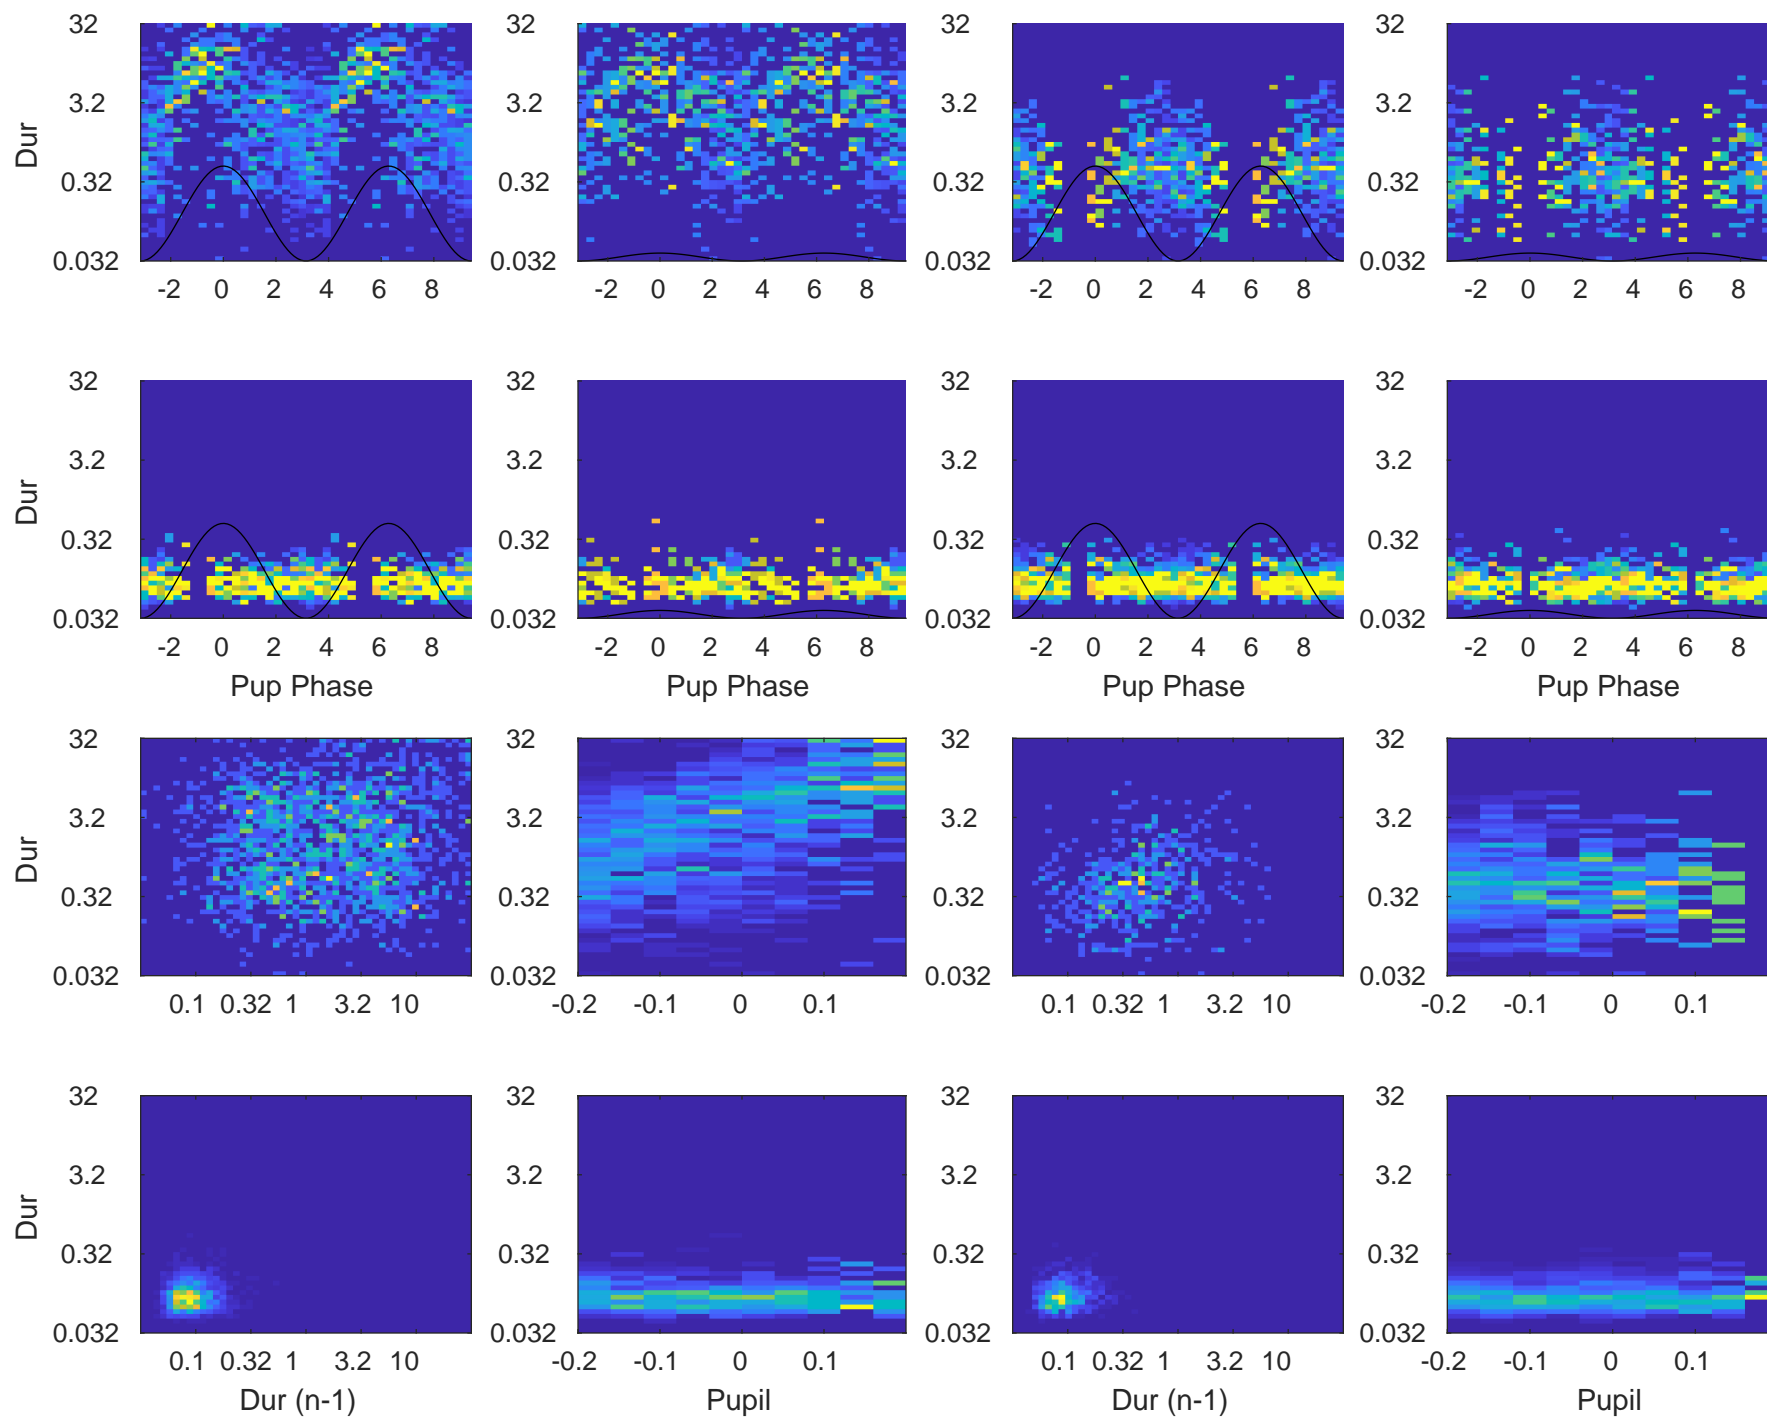 32 32 32 32
3.2 3.2 3.2 3.2
Dur
0.32 0.32 0.32 0.32
0.032 0.032 0.032 0.032
-2 0 2 4 6 8 -2 0 2 4 6 8 -2 0 2 4 6 8 -2 0 2 4 6 8
32 32 32 32
3.2 3.2 3.2 3.2
Dur
0.32 0.32 0.32 0.32
0.032 0.032 0.032 0.032
-2 0 2 4 6 8 -2 0 2 4 6 8 -2 0 2 4 6 8 -2 0 2 4 6 8
Pup Phase Pup Phase Pup Phase Pup Phase
32 32 32 32
3.2 3.2 3.2 3.2
Dur
0.32 0.32 0.32 0.32
0.032 0.032 0.032 0.032
0.1 0.32 1 3.2 10 -0.2 -0.1 0 0.1 0.1 0.32 1 3.2 10 -0.2 -0.1 0 0.1
32 32 32 32
3.2 3.2 3.2 3.2
Dur
0.32 0.32 0.32 0.32
0.032 0.032 0.032 0.032
0.1 0.32 1 3.2 10 -0.2 -0.1 0 0.1 0.1 0.32 1 3.2 10 -0.2 -0.1 0 0.1
Dur (n-1) Pupil Dur (n-1) Pupil